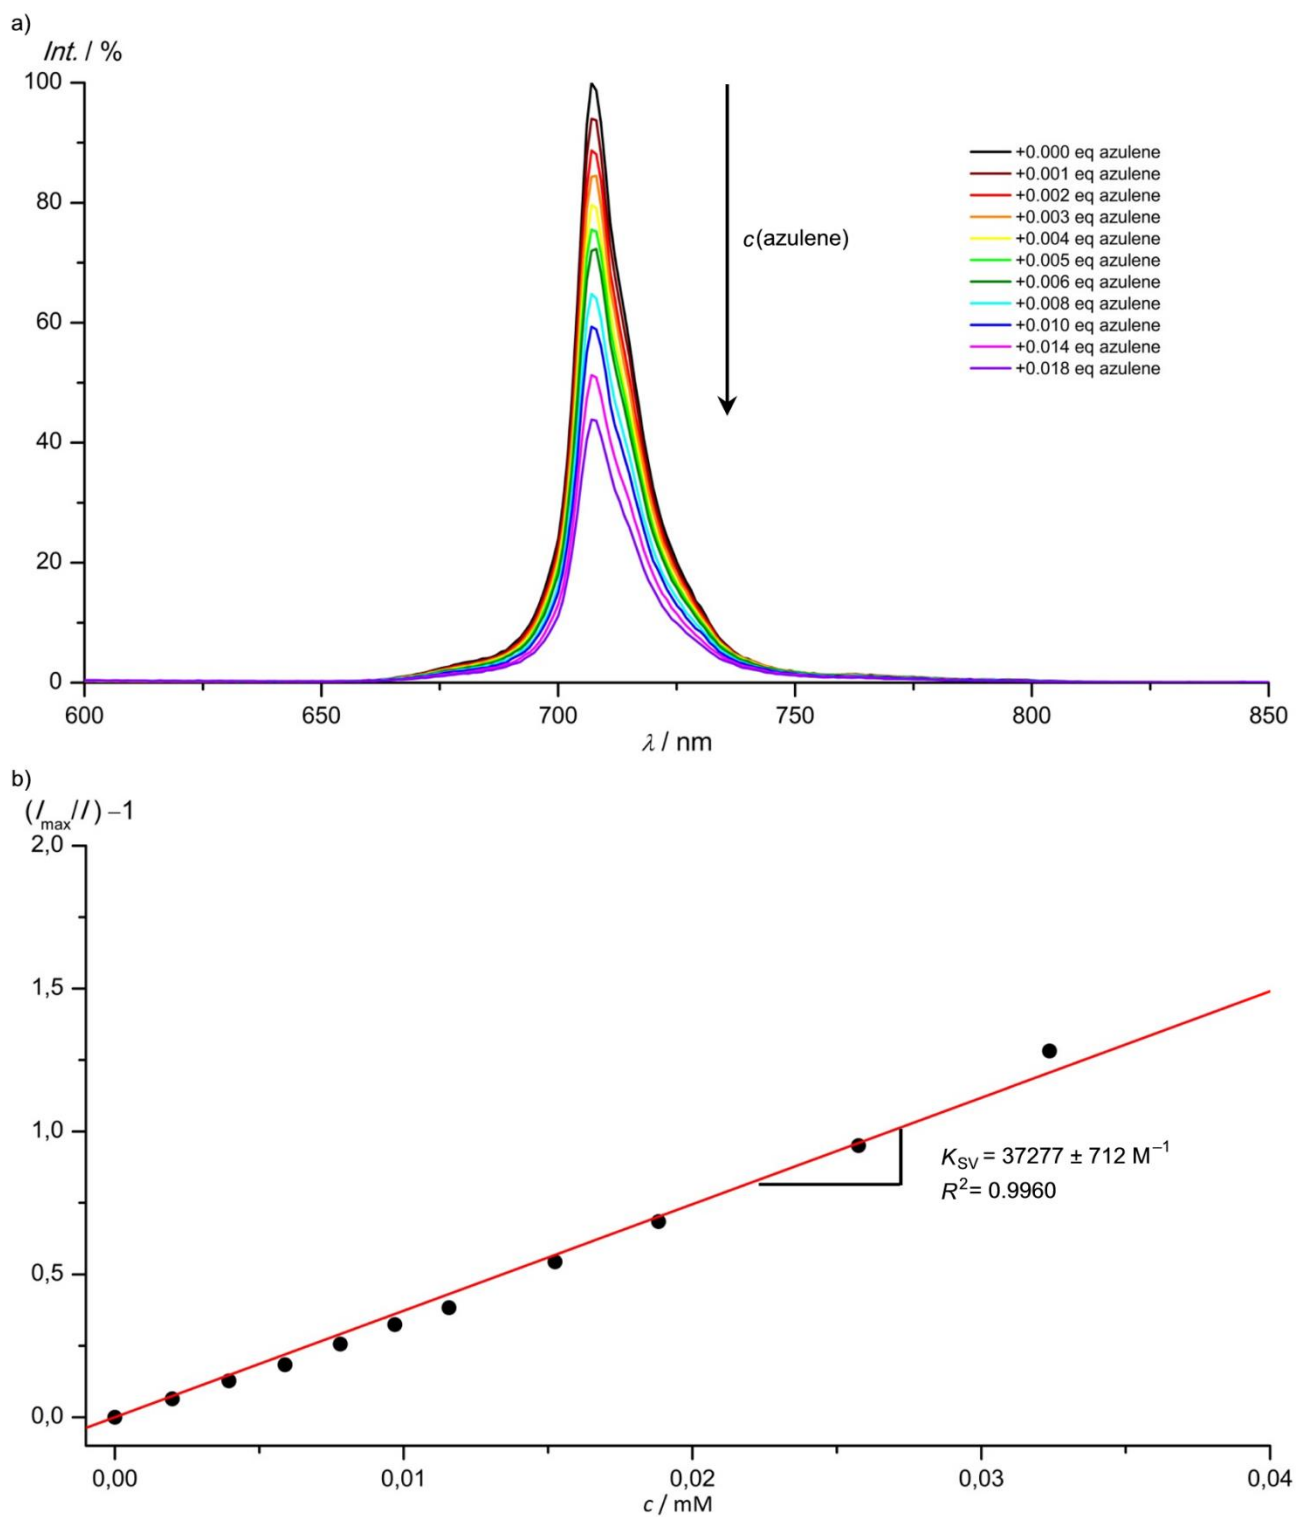 a)
Int. / %
100
80
60
40
20
0
600 650 700 750 800 850
λ / nm
c(azulene)
+0.000 eq azulene
+0.001 eq azulene
+0.002 eq azulene
+0.003 eq azulene
+0.004 eq azulene
+0.005 eq azulene
+0.006 eq azulene
+0.008 eq azulene
+0.010 eq azulene
+0.014 eq azulene
+0.018 eq azulene
b)
(Imax/I) –1
2,0
1,5
1,0
0,5
0,0
0,00 0,01 0,02 0,03 0,04
c / mM
KSV = 37277 ± 712 M⁻¹
R² = 0.9960